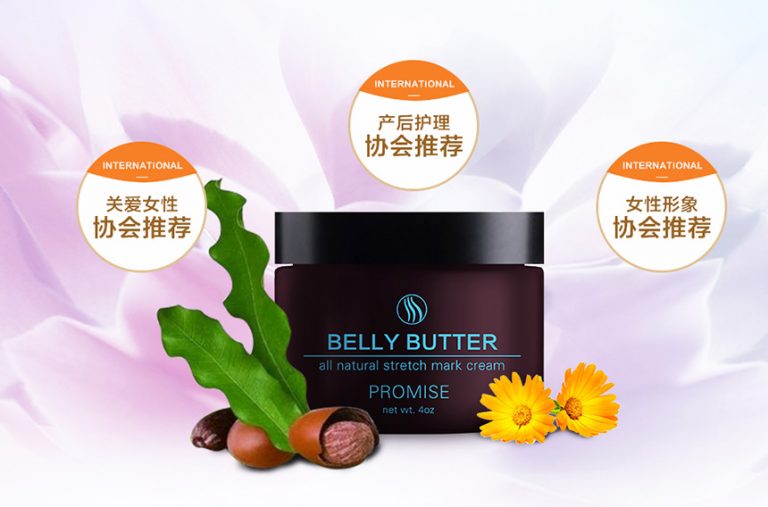 INTERNATIONAL
产后护理
协会推荐
INTERNATIONAL
关爱女性
协会推荐
INTERNATIONAL
女性形象
协会推荐
BELLY BUTTER
all natural stretch mark cream
PROMISE
net wt. 4oz